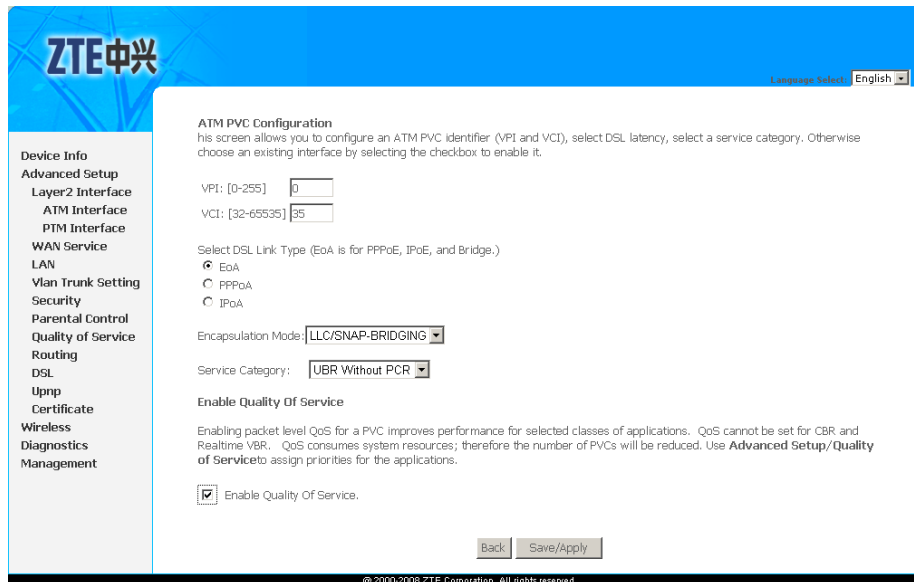 ZTE中兴
Language Select: English
ATM PVC Configuration
his screen allows you to configure an ATM PVC identifier (VPI and VCI), select DSL latency, select a service category. Otherwise
choose an existing interface by selecting the checkbox to enable it.
VPI: [0-255] 0
VCI: [32-65535] 35
Select DSL Link Type (EoA is for PPPoE, IPoE, and Bridge.)
EoA
PPPoA
IPoA
Encapsulation Mode: LLC/SNAP-BRIDGING
Service Category: UBR Without PCR
Enable Quality Of Service
Enabling packet level QoS for a PVC improves performance for selected classes of applications. QoS cannot be set for CBR and
Realtime VBR. QoS consumes system resources; therefore the number of PVCs will be reduced. Use Advanced Setup/Quality
of Serviceto assign priorities for the applications.
Enable Quality Of Service.
Back Save/Apply
Device Info
Advanced Setup
Layer2 Interface
ATM Interface
PTM Interface
WAN Service
LAN
Vlan Trunk Setting
Security
Parental Control
Quality of Service
Routing
DSL
Upnp
Certificate
Wireless
Diagnostics
Management
@ 2000-2008 ZTE Corporation. All rights reserved